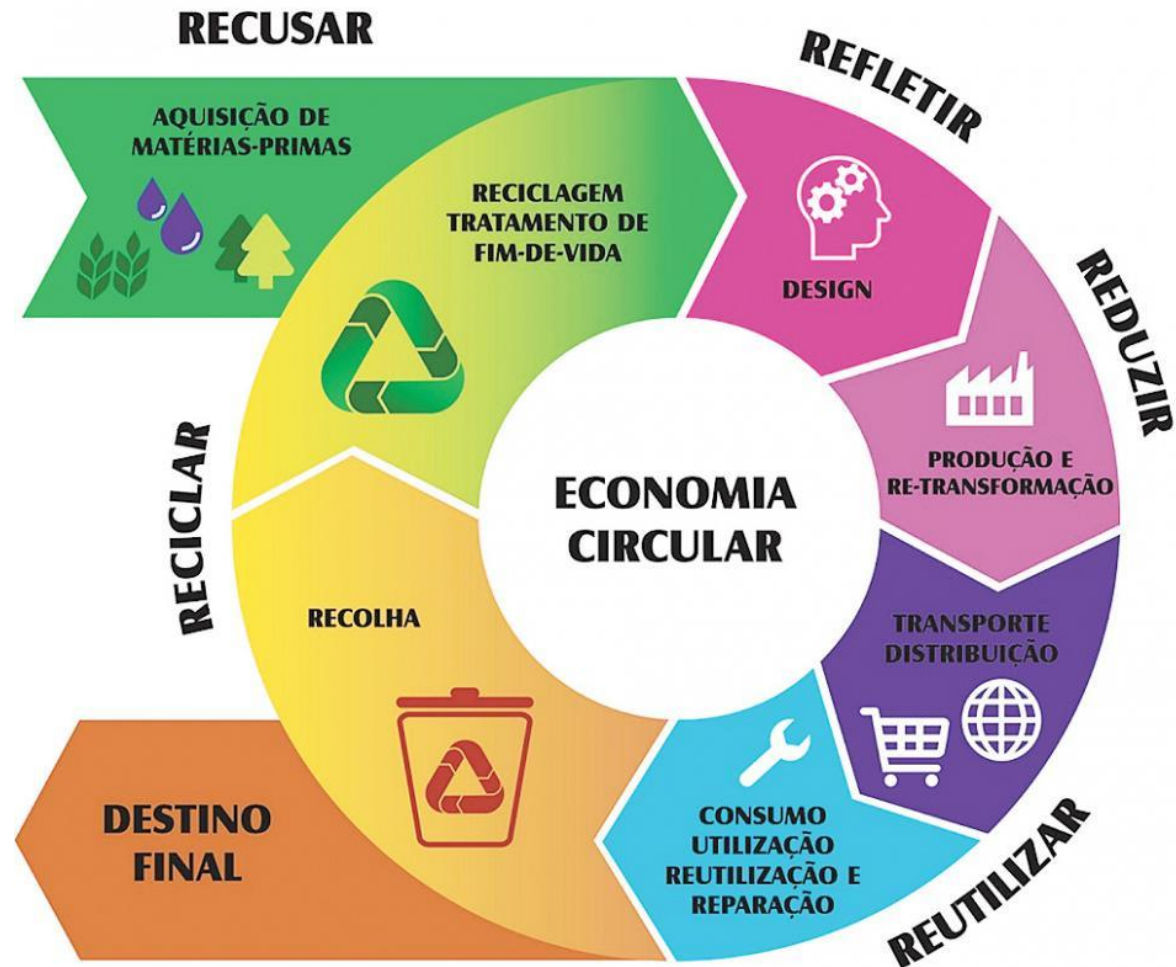 RECUSAR
REFLETIR
AQUISIÇÃO DE
MATÉRIAS-PRIMAS
RECICLAGEM
TRATAMENTO DE
FIM-DE-VIDA
DESIGN
REDUZIR
PRODUÇÃO E
RE-TRANSFORMAÇÃO
ECONOMIA
CIRCULAR
RECICLAR
RECOLHA
TRANSPORTE
DISTRIBUIÇÃO
DESTINO
FINAL
CONSUMO
UTILIZAÇÃO
REUTILIZAÇÃO E
REPARAÇÃO
REUTILIZAR